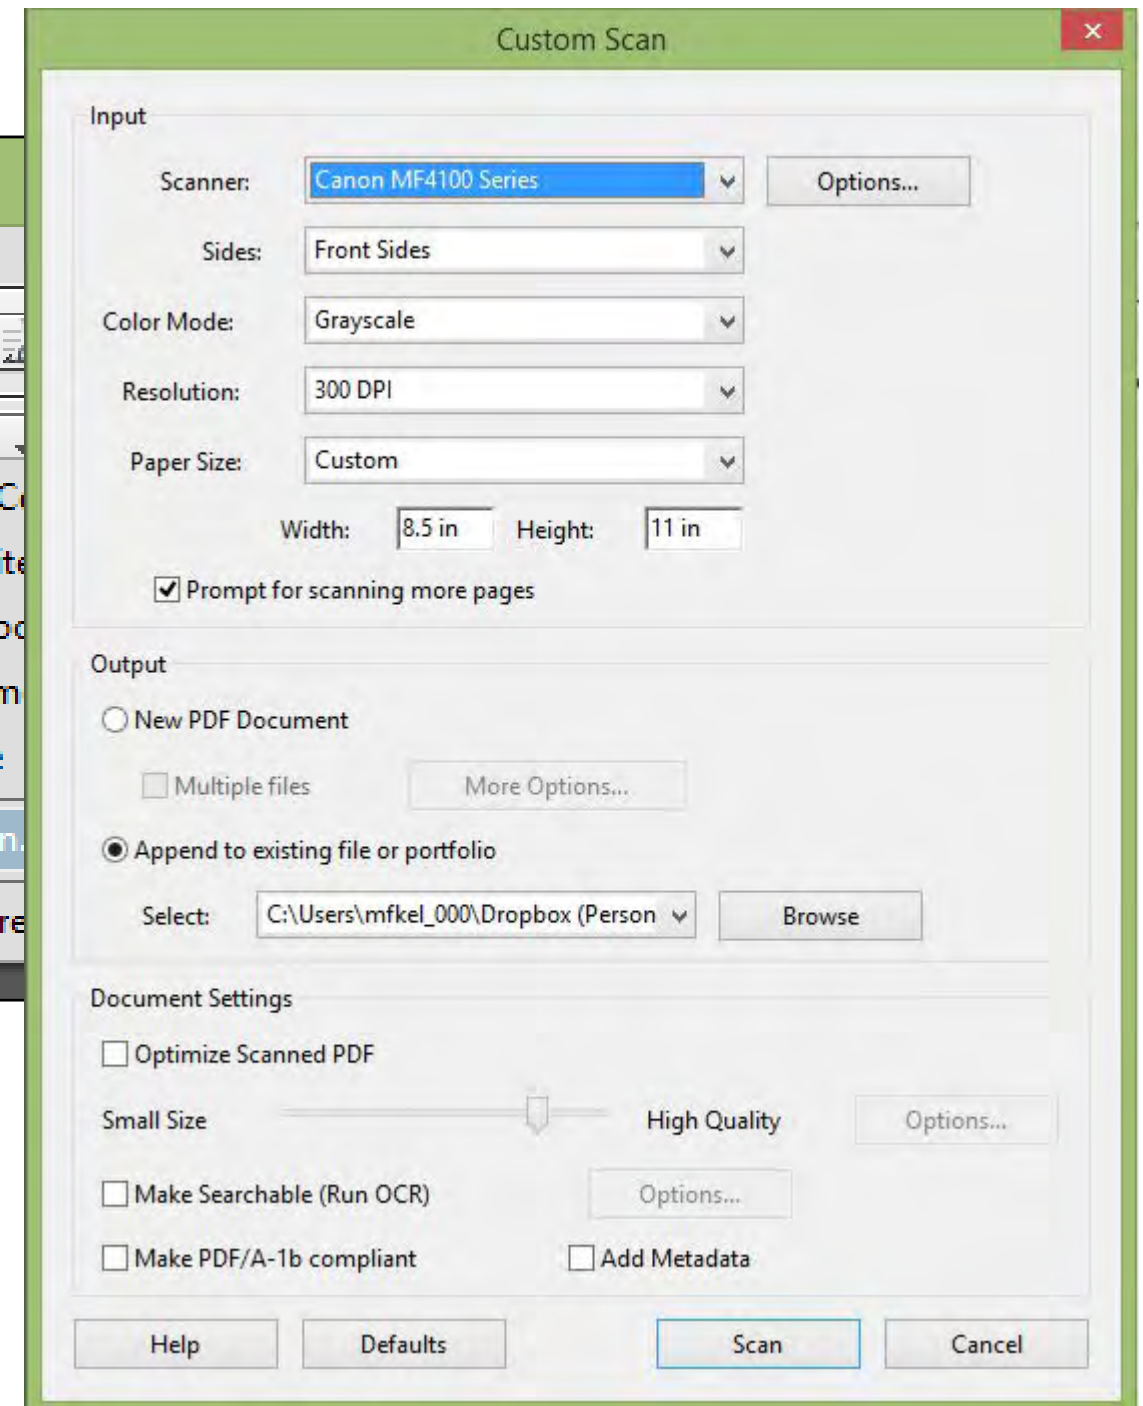 Custom Scan
Input
Scanner: Canon MF4100 Series Options...
Sides: Front Sides
Color Mode: Grayscale
Resolution: 300 DPI
Paper Size: Custom
Width: 8.5 in Height: 11 in
Prompt for scanning more pages
Output
New PDF Document
Multiple files More Options...
Append to existing file or portfolio
Select: C:\Users\mfkel_000\Dropbox (Person Browse
Document Settings
Optimize Scanned PDF
Small Size High Quality Options...
Make Searchable (Run OCR) Options...
Make PDF/A-1b compliant Add Metadata
Help Defaults Scan Cancel